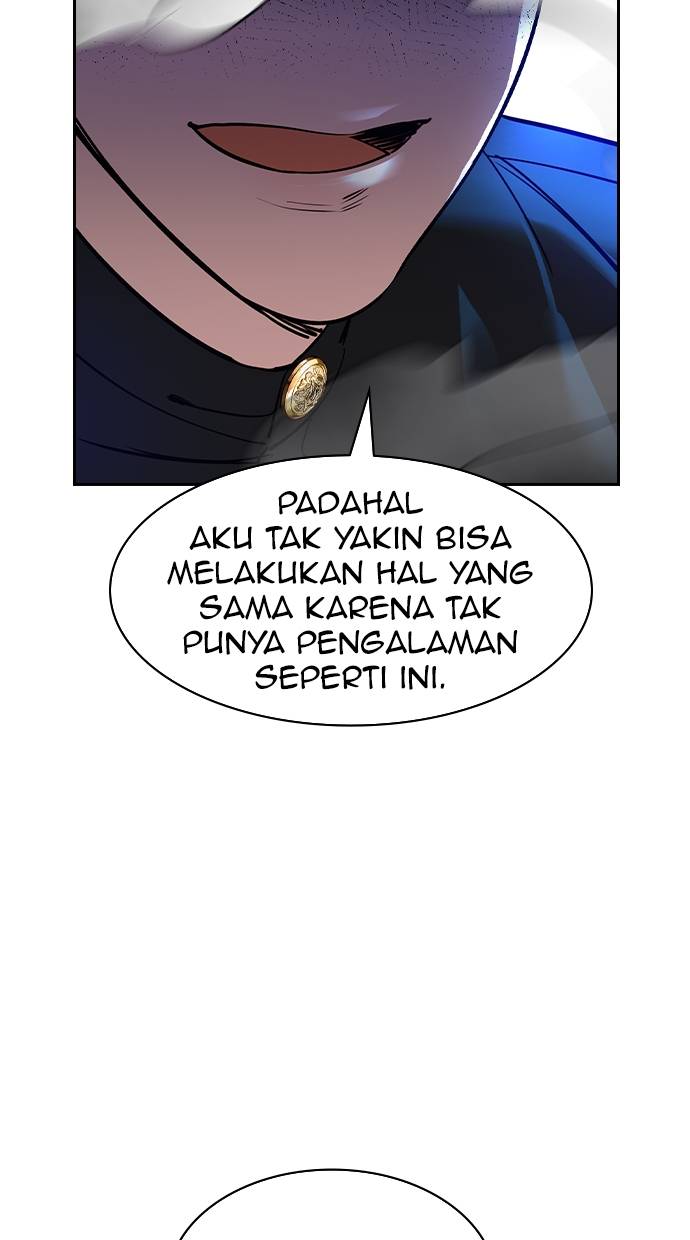 PADAHAL
AKU TAK YAKIN BISA
MELAKUKAN HAL YANG
SAMA KARENA TAK
PUNYA PENGALAMAN
SEPERTI INI.